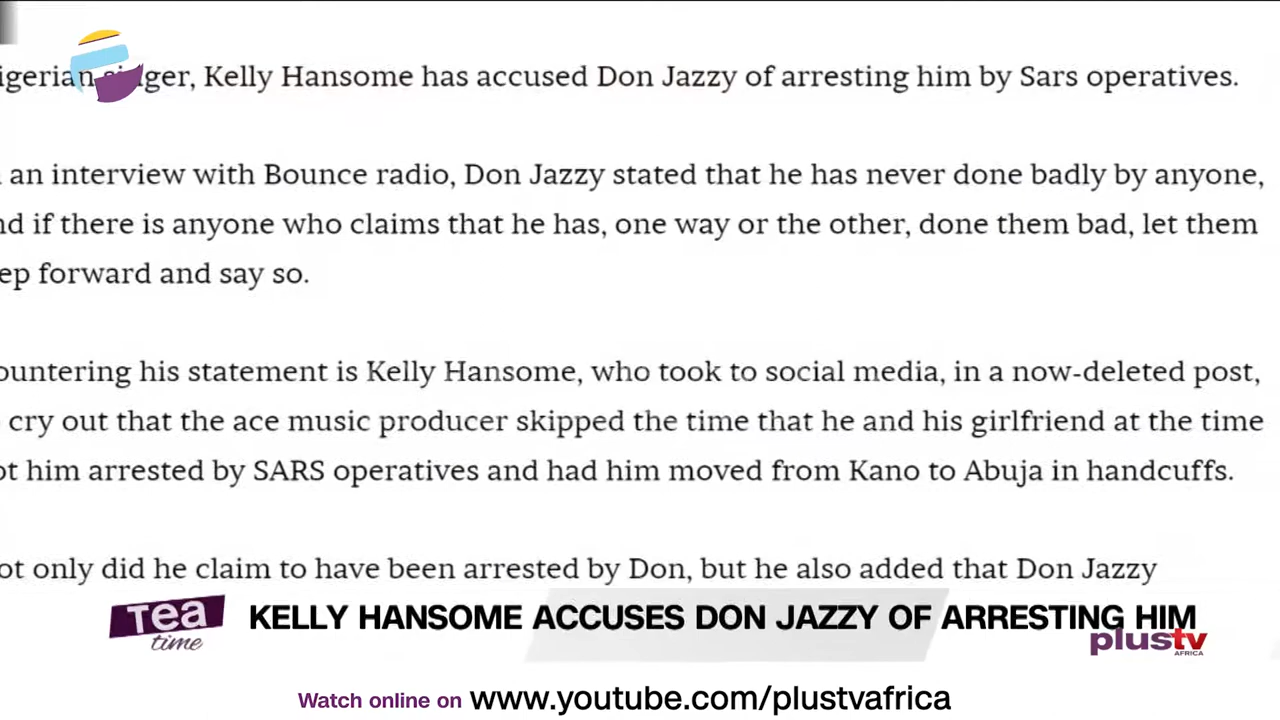 igerian singer, Kelly Hansome has accused Don Jazzy of arresting him by Sars operatives.
an interview with Bounce radio, Don Jazzy stated that he has never done badly by anyone,
nd if there is anyone who claims that he has, one way or the other, done them bad, let them
ep forward and say so.
ountering his statement is Kelly Hansome, who took to social media, in a now-deleted post,
cry out that the ace music producer skipped the time that he and his girlfriend at the time
ot him arrested by SARS operatives and had him moved from Kano to Abuja in handcuffs.
ot only did he claim to have been arrested by Don, but he also added that Don Jazzy
Tea
time
KELLY HANSOME ACCUSES DON JAZZY OF ARRESTING HIM
plustv
AFRICA
Watch online on www.youtube.com/plustvafrica